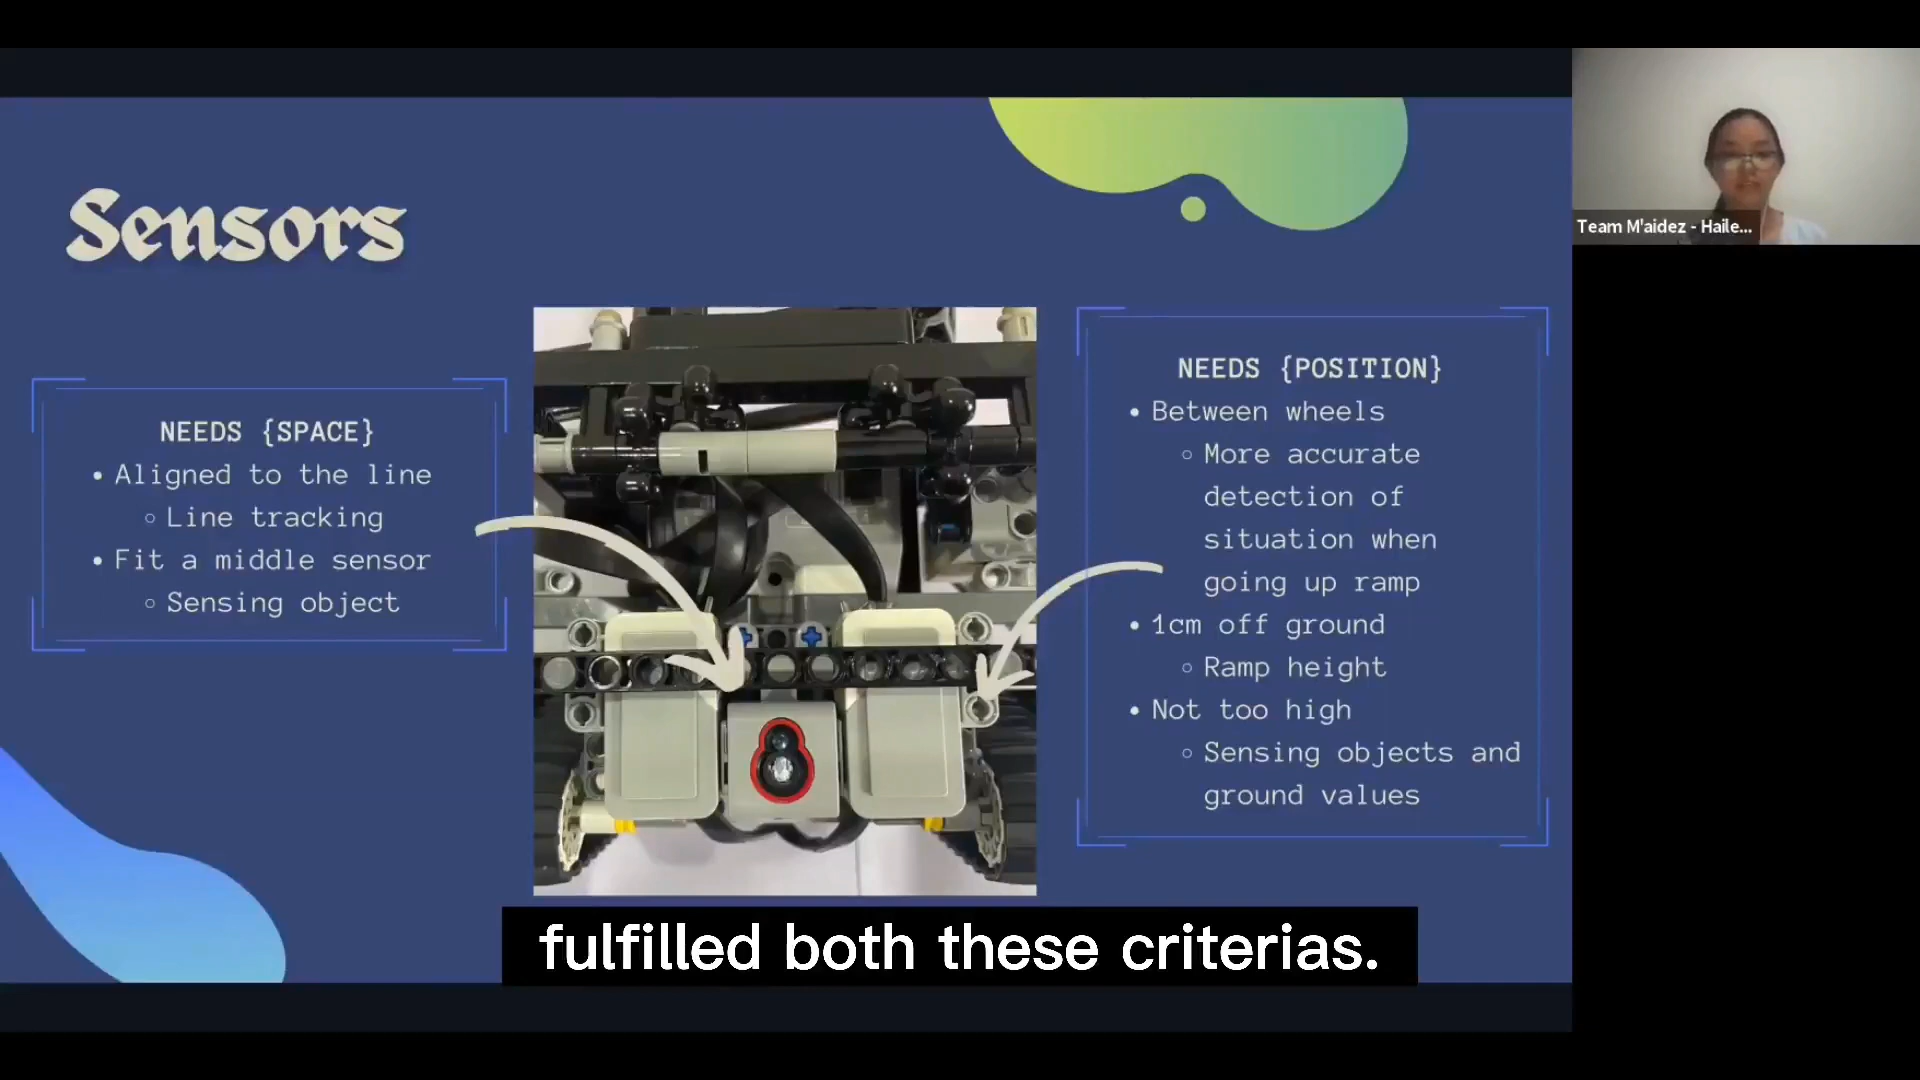 Sensors
NEEDS {SPACE}
• Aligned to the line
◦ Line tracking
• Fit a middle sensor
◦ Sensing object
NEEDS {POSITION}
• Between wheels
◦ More accurate
detection of
situation when
going up ramp
• 1cm off ground
◦ Ramp height
• Not too high
◦ Sensing objects and
ground values
Team M'aidez - Haile...
fulfilled both these criterias.